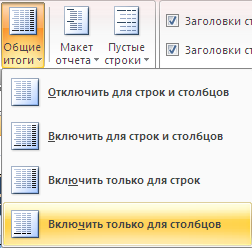 Общие итоги
Макет отчета
Пустые строки
Заголовки
Заголовки
Отключить для строк и столбцов
Включить для строк и столбцов
Включить только для строк
Включить только для столбцов